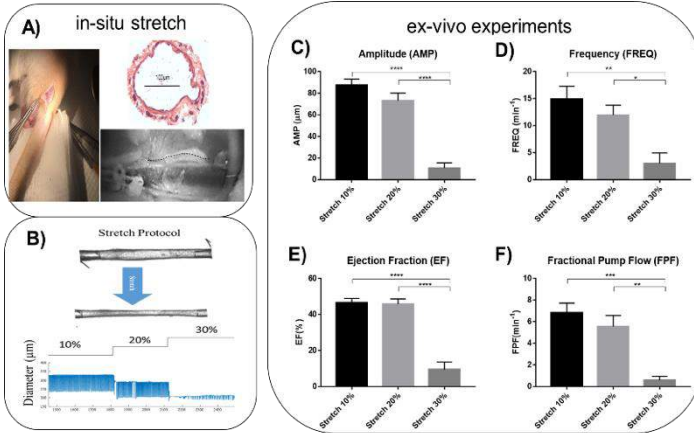 in-situ stretch
A)
B)
Stretch Protocol
10%
20%
30%
Diameter (µm)
ex-vivo experiments
C)
Amplitude (AMP)
****
****
AMP (µm)
100
80
60
40
20
0
Stretch 10%
Stretch 20%
Stretch 30%
D)
Frequency (FREQ)
**
*
FREQ (min⁻¹)
20
15
10
5
0
Stretch 10%
Stretch 20%
Stretch 30%
E)
Ejection Fraction (EF)
****
****
EF(%)
60
40
20
0
Stretch 10%
Stretch 20%
Stretch 30%
F)
Fractional Pump Flow (FPF)
***
**
FPF(min⁻¹)
10
8
6
4
2
0
Stretch 10%
Stretch 20%
Stretch 30%